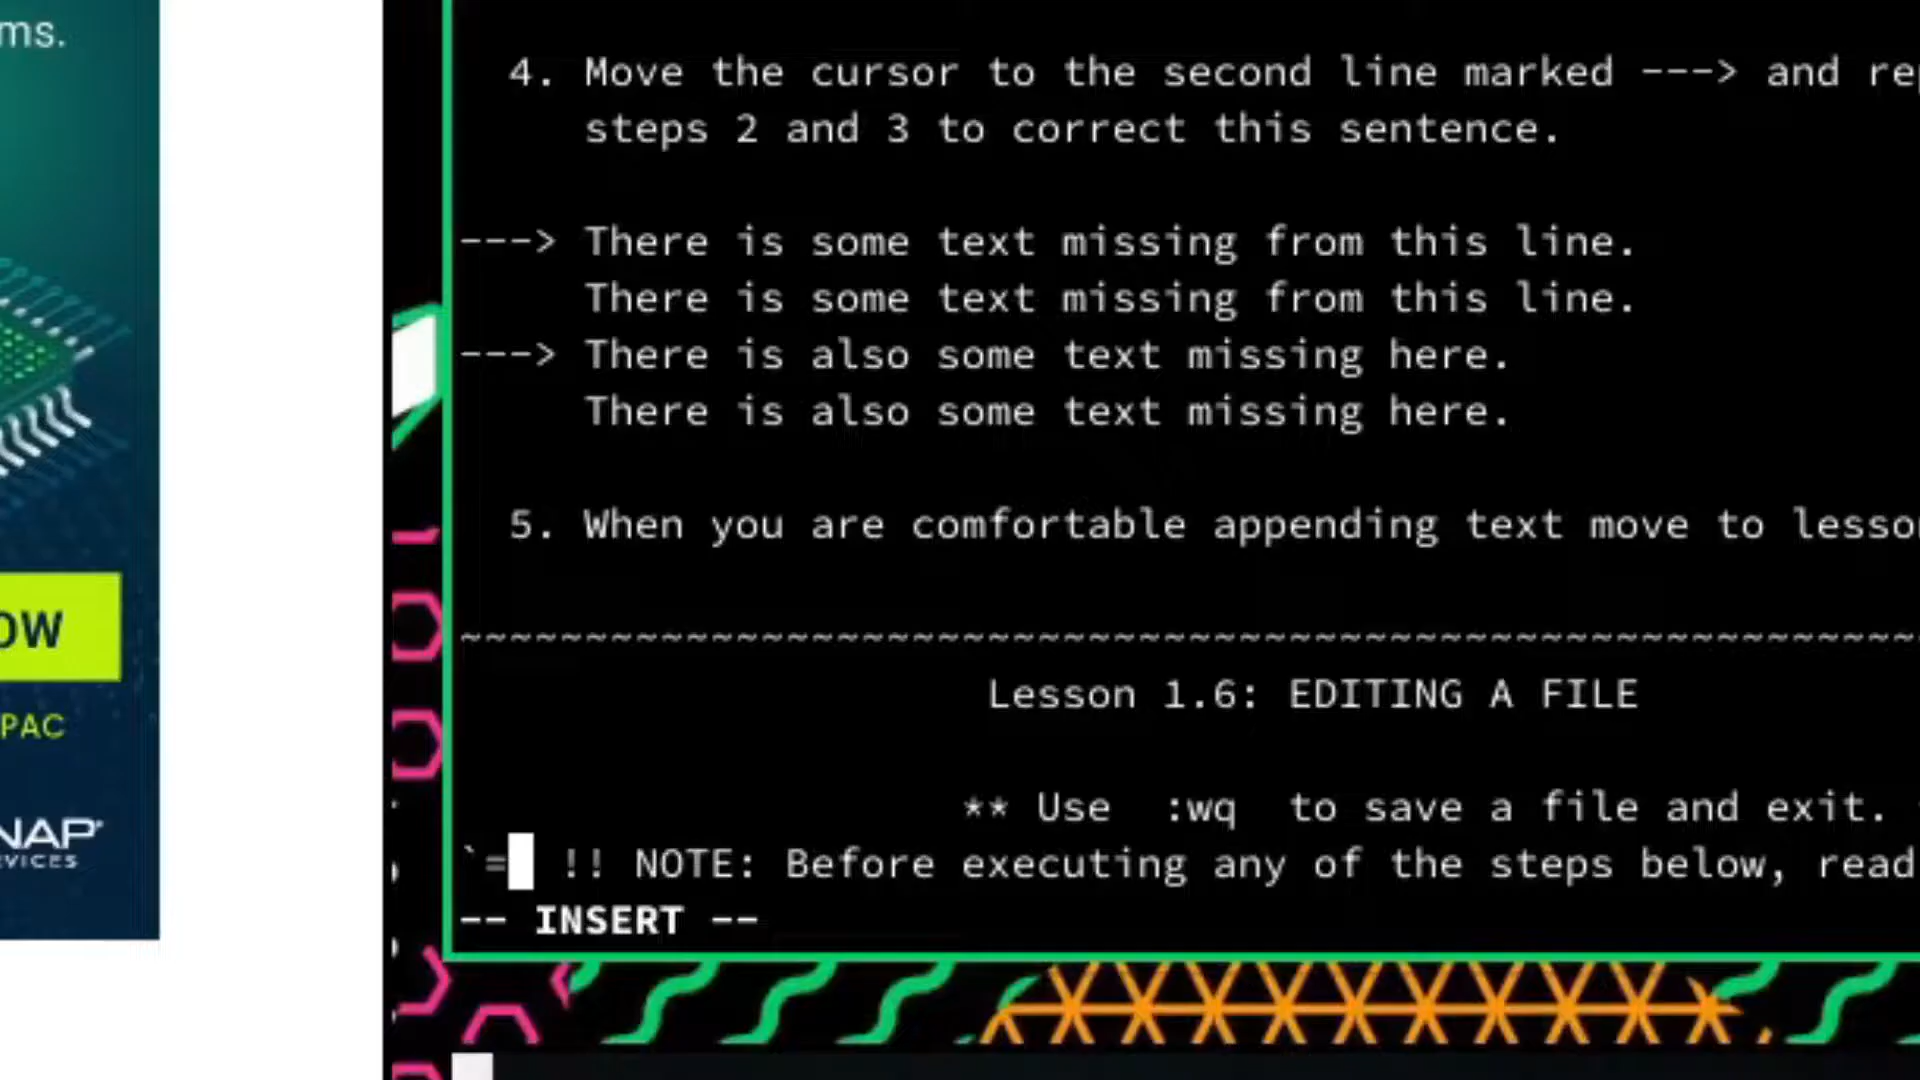 ms.
OW
PAC
NAP
VICES
4. Move the cursor to the second line marked ---> and rep
steps 2 and 3 to correct this sentence.
---> There is some text missing from this line.
There is some text missing from this line.
---> There is also some text missing here.
There is also some text missing here.
5. When you are comfortable appending text move to lesson
~~~~~~~~~~~~~~~~~~~~~~~~~~~~~~~~~~~~~~~~~~~~~~~~~~~~~~~~~~
Lesson 1.6: EDITING A FILE
** Use  :wq  to save a file and exit.
`= !! NOTE: Before executing any of the steps below, read
-- INSERT --